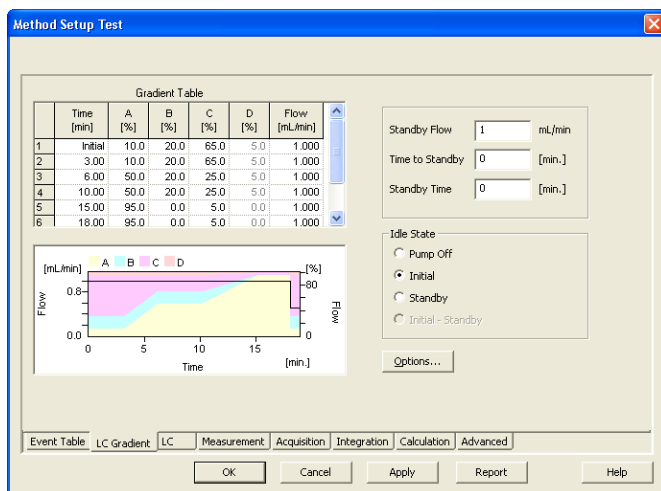 Method Setup Test
Gradient Table
Time [min] A [%] B [%] C [%] D [%] Flow [mL/min]
1 Initial 10.0 20.0 65.0 5.0 1.000
2 3.00 10.0 20.0 65.0 5.0 1.000
3 6.00 50.0 20.0 25.0 5.0 1.000
4 10.00 50.0 20.0 25.0 5.0 1.000
5 15.00 95.0 0.0 5.0 0.0 1.000
6 18.00 95.0 0.0 5.0 0.0 1.000
A B C D
[mL/min] [%]
0.8 80
Flow Flow
0.0 0
0 5 10 15
Time [min.]
Standby Flow 1 mL/min
Time to Standby 0 [min.]
Standby Time 0 [min.]
Idle State
Pump Off
Initial
Standby
Initial - Standby
Options...
Event Table LC Gradient LC Measurement Acquisition Integration Calculation Advanced
OK Cancel Apply Report Help